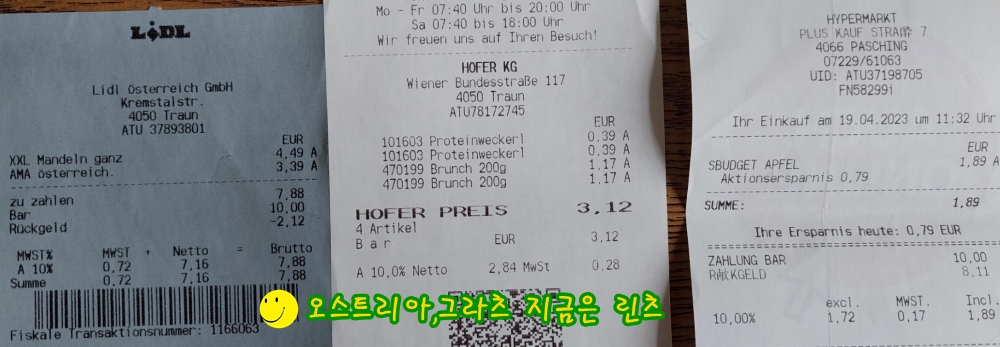 LiDL
Lidl Österreich GmbH
Kremstalstr.
4050 Traun
ATU 37893801
EUR
XXL Mandeln ganz 4,49 A
AMA österreich. 3,39 A
zu zahlen 7,88
Bar 10,00
Rückgeld -2,12
MWST% MWST + Netto = Brutto
A 10% 0,72 7,16 7,88
Summe 0,72 7,16 7,88
Fiskale Transaktionsnummer: 1166063
Mo - Fr 07:40 Uhr bis 20:00 Uhr
Sa 07:40 bis 18:00 Uhr
Wir freuen uns auf Ihren Besuch!
HOFER KG
Wiener Bundesstraße 117
4050 Traun
ATU78172745
EUR
101603 Proteinweckerl 0,39 A
101603 Proteinweckerl 0,39 A
470199 Brunch 200g 1,17 A
470199 Brunch 200g 1,17 A
HOFER PREIS 3,12
4 Artikel
Bar EUR 3,12
A 10,0% Netto 2,84 MwSt 0,28
HYPERMARKT
PLUS KAUF STRAßE 7
4066 PASCHING
07229/61063
UID: ATU37198705
FN58299i
Ihr Einkauf am 19.04.2023 um 11:32 Uhr
EUR
SBUDGET APFEL 1,89 A
Aktionsersparnis 0,79
SUMME: 1,89
Ihre Ersparnis heute: 0,79 EUR
ZAHLUNG BAR 10,00
RÜCKGELD 8,11
excl. MWST. Incl.
10,00% 1,72 0,17 1,89
오스트리아,그라츠 지금은 린츠